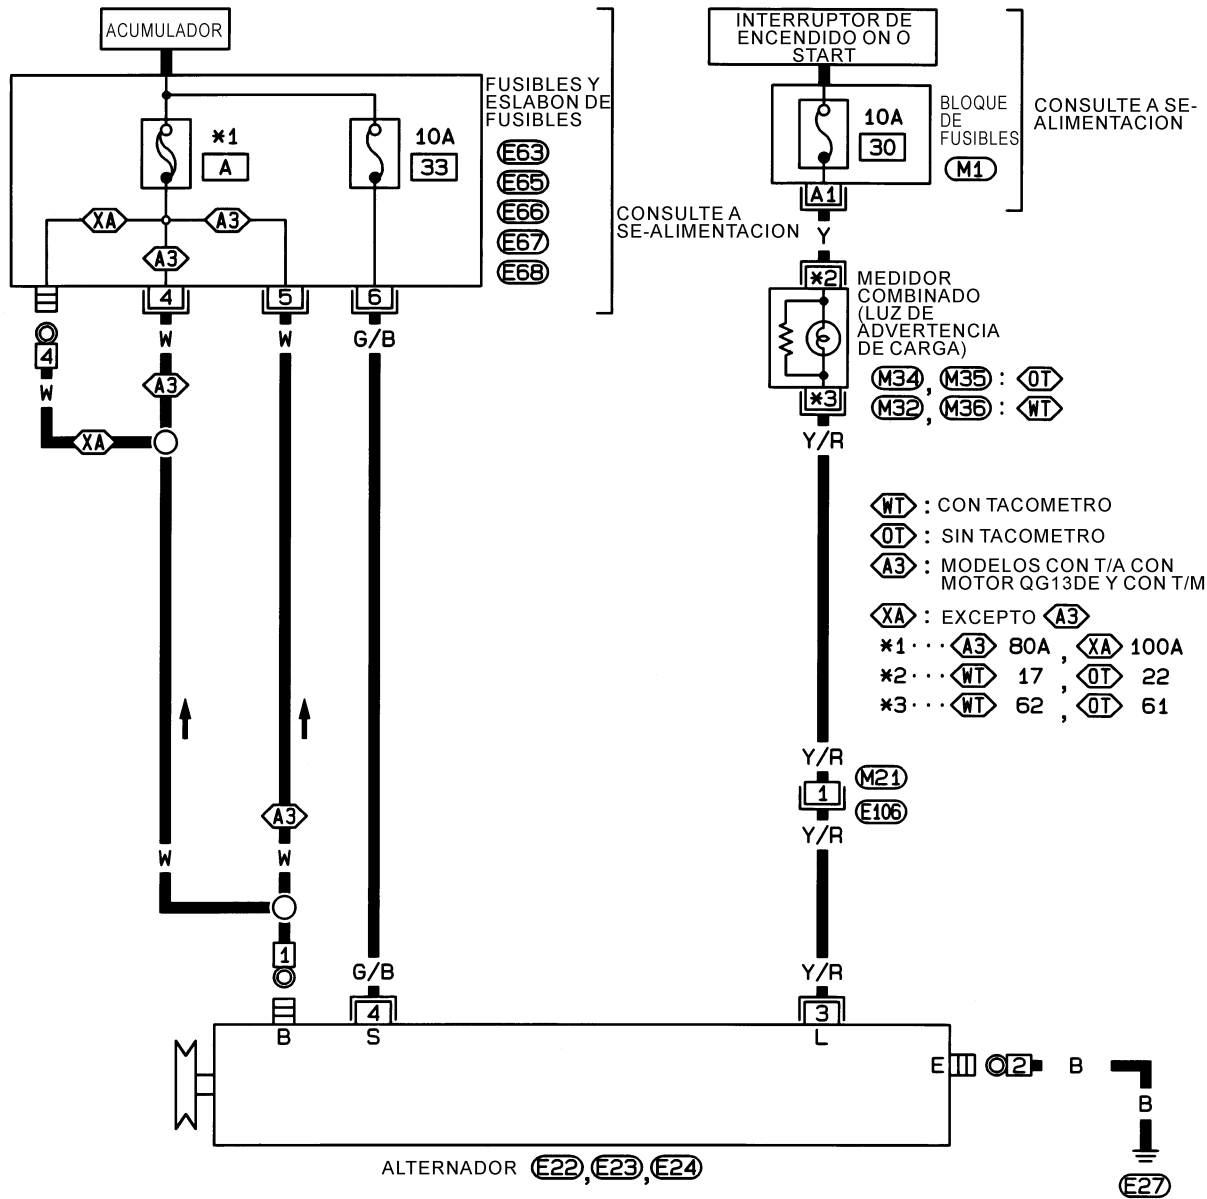 ACUMULADOR
INTERRUPTOR DE
ENCENDIDO ON O
START
FUSIBLES Y
ESLABON DE
FUSIBLES
*1
A
10A
33
E63
E65
E66
E67
E68
CONSULTE A
SE-ALIMENTACION
10A
30
BLOQUE
DE
FUSIBLES
M1
CONSULTE A SE-
ALIMENTACION
XA
A3
A3
A1
Y
4
5
6
W
W
G/B
4
W
A3
XA
*2
MEDIDOR
COMBINADO
(LUZ DE
ADVERTENCIA
DE CARGA)
*3
M34, M35 : OT
M32, M36 : WT
Y/R
WT : CON TACOMETRO
OT : SIN TACOMETRO
A3 : MODELOS CON T/A CON
MOTOR QG13DE Y CON T/M
XA : EXCEPTO A3
*1··· A3 80A , XA 100A
*2··· WT 17 , OT 22
*3··· WT 62 , OT 61
Y/R
1
M21
E106
Y/R
A3
W
W
1
G/B
Y/R
4
3
B
S
L
E
2
B
B
E27
ALTERNADOR E22, E23, E24